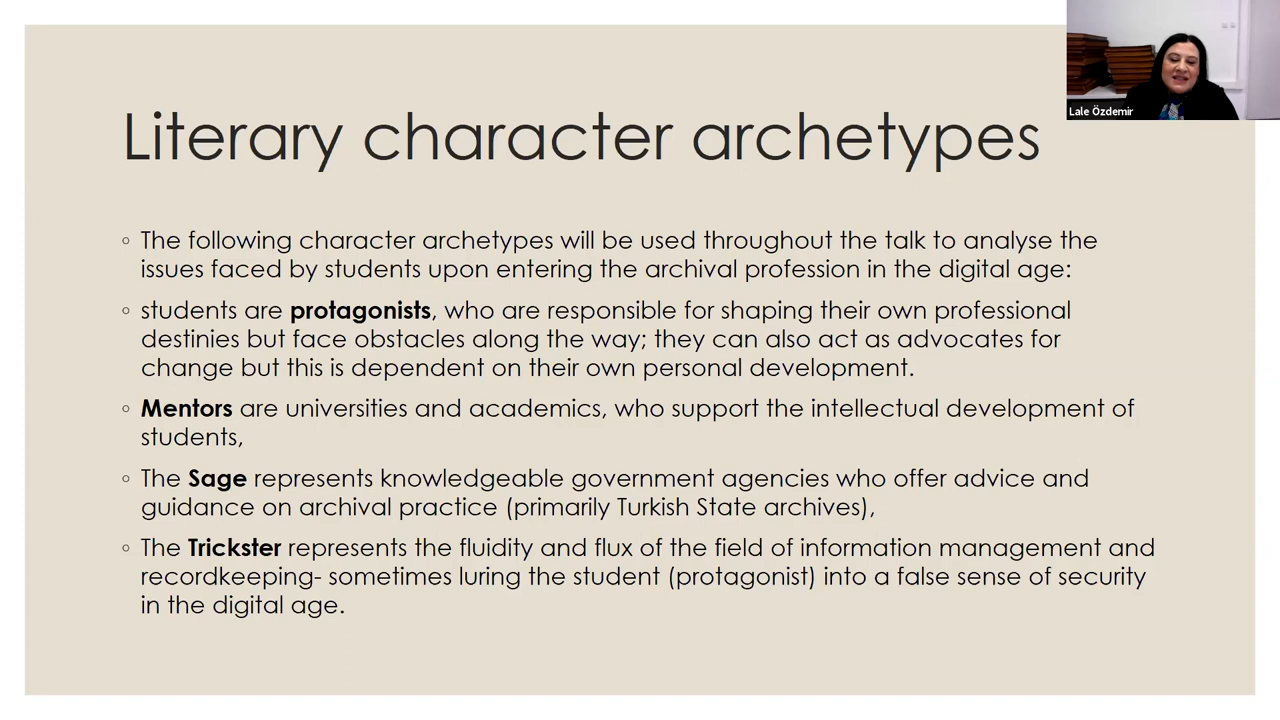 Literary character archetypes
Lale Özdemir
◦ The following character archetypes will be used throughout the talk to analyse the
issues faced by students upon entering the archival profession in the digital age:
◦ students are protagonists, who are responsible for shaping their own professional
destinies but face obstacles along the way; they can also act as advocates for
change but this is dependent on their own personal development.
◦ Mentors are universities and academics, who support the intellectual development of
students,
◦ The Sage represents knowledgeable government agencies who offer advice and
guidance on archival practice (primarily Turkish State archives),
◦ The Trickster represents the fluidity and flux of the field of information management and
recordkeeping- sometimes luring the student (protagonist) into a false sense of security
in the digital age.